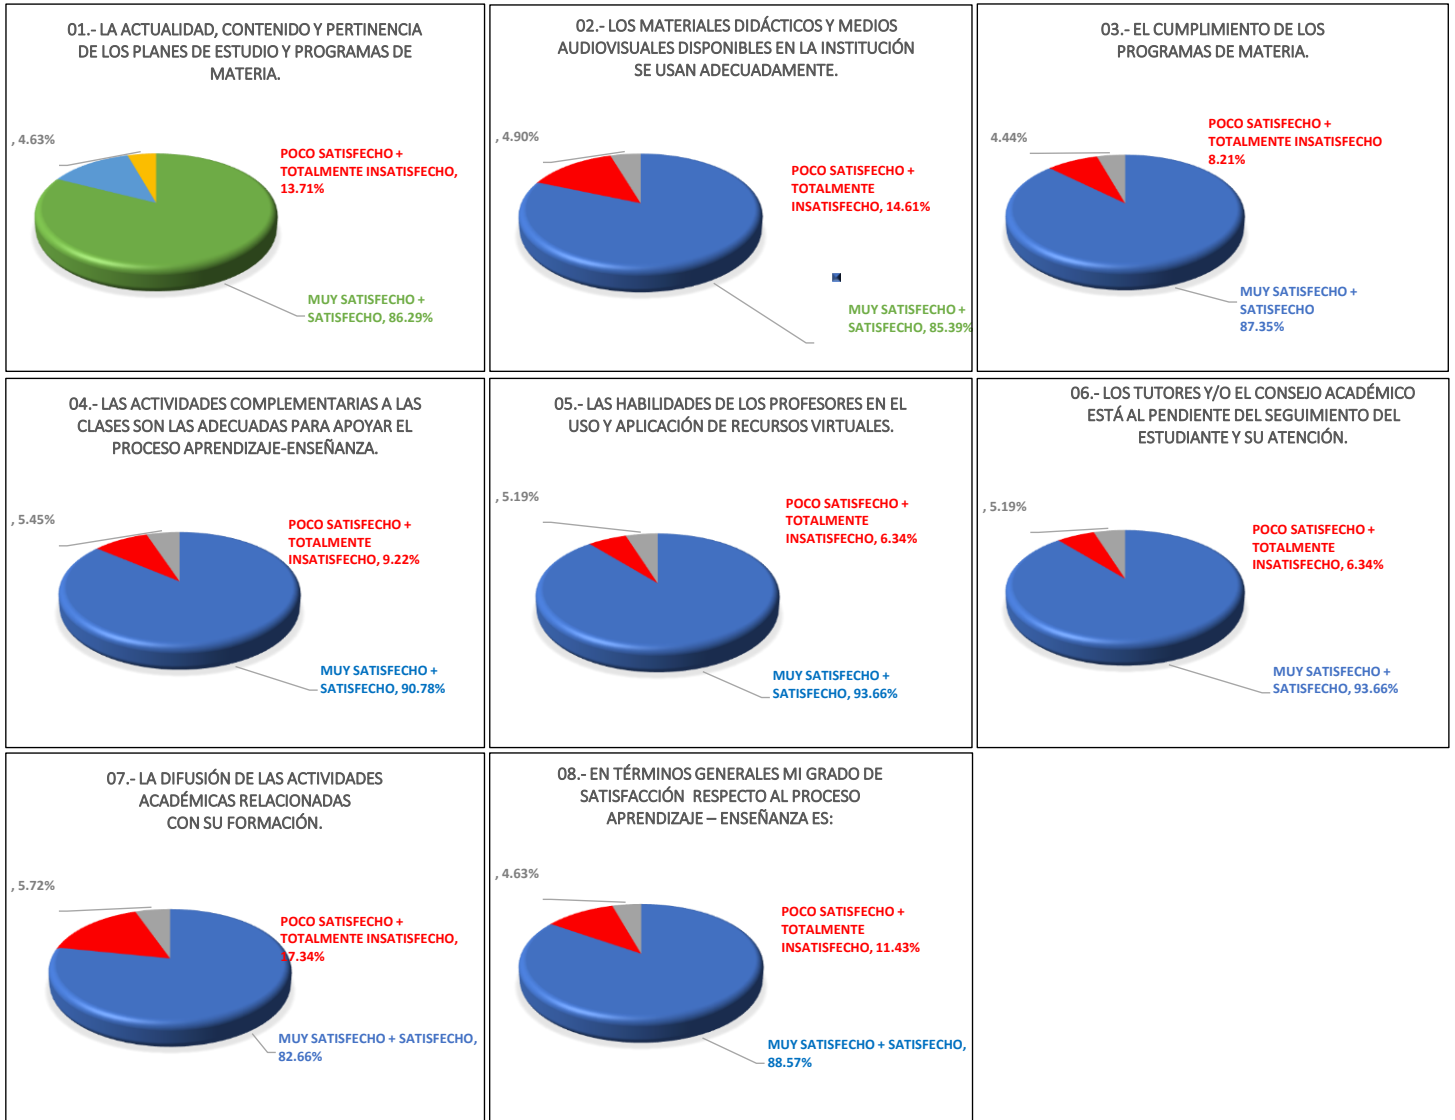 01.- LA ACTUALIDAD, CONTENIDO Y PERTINENCIA
DE LOS PLANES DE ESTUDIO Y PROGRAMAS DE
MATERIA.
, 4.63%
POCO SATISFECHO +
TOTALMENTE INSATISFECHO,
13.71%
MUY SATISFECHO +
SATISFECHO, 86.29%
02.- LOS MATERIALES DIDÁCTICOS Y MEDIOS
AUDIOVISUALES DISPONIBLES EN LA INSTITUCIÓN
SE USAN ADECUADAMENTE.
, 4.90%
POCO SATISFECHO +
TOTALMENTE
INSATISFECHO, 14.61%
MUY SATISFECHO +
SATISFECHO, 85.39%
03.- EL CUMPLIMIENTO DE LOS
PROGRAMAS DE MATERIA.
4.44%
POCO SATISFECHO +
TOTALMENTE INSATISFECHO
8.21%
MUY SATISFECHO +
SATISFECHO
87.35%
04.- LAS ACTIVIDADES COMPLEMENTARIAS A LAS
CLASES SON LAS ADECUADAS PARA APOYAR EL
PROCESO APRENDIZAJE-ENSEÑANZA.
, 5.45%
POCO SATISFECHO +
TOTALMENTE
INSATISFECHO, 9.22%
MUY SATISFECHO +
SATISFECHO, 90.78%
05.- LAS HABILIDADES DE LOS PROFESORES EN EL
USO Y APLICACIÓN DE RECURSOS VIRTUALES.
, 5.19%
POCO SATISFECHO +
TOTALMENTE
INSATISFECHO, 6.34%
MUY SATISFECHO +
SATISFECHO, 93.66%
06.- LOS TUTORES Y/O EL CONSEJO ACADÉMICO
ESTÁ AL PENDIENTE DEL SEGUIMIENTO DEL
ESTUDIANTE Y SU ATENCIÓN.
, 5.19%
POCO SATISFECHO +
TOTALMENTE
INSATISFECHO, 6.34%
MUY SATISFECHO +
SATISFECHO, 93.66%
07.- LA DIFUSIÓN DE LAS ACTIVIDADES
ACADÉMICAS RELACIONADAS
CON SU FORMACIÓN.
, 5.72%
POCO SATISFECHO +
TOTALMENTE INSATISFECHO,
17.34%
MUY SATISFECHO + SATISFECHO,
82.66%
08.- EN TÉRMINOS GENERALES MI GRADO DE
SATISFACCIÓN RESPECTO AL PROCESO
APRENDIZAJE – ENSEÑANZA ES:
, 4.63%
POCO SATISFECHO +
TOTALMENTE
INSATISFECHO, 11.43%
MUY SATISFECHO + SATISFECHO,
88.57%